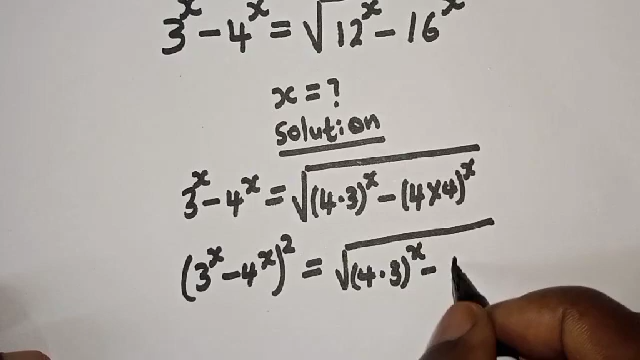 3^x - 4^x = √12^x - 16^x
x = ?
Solution
3^x - 4^x = √(4·3)^x - (4×4)^x
(3^x - 4^x)^2 = √(4·3)^x -